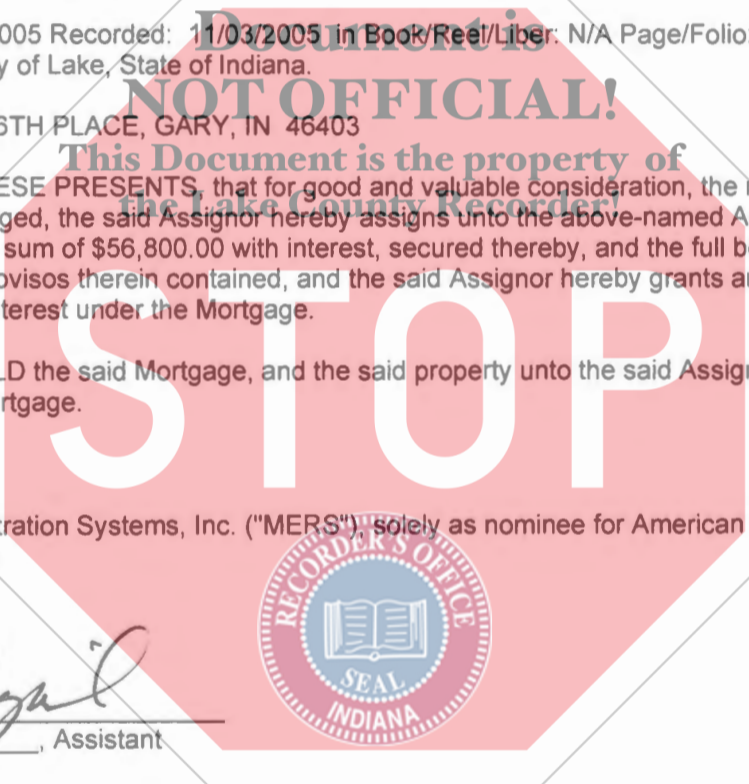 005 Recorded: 11/03/2005 in Book/Reel/Liber: N/A Page/Folio:
Document is
y of Lake, State of Indiana.
NOT OFFICIAL!
6TH PLACE, GARY, IN 46403
This Document is the property of
ESE PRESENTS, that for good and valuable consideration, the
the Lake County Recorder!
ged, the said Assignor hereby assigns unto the above-named A
sum of $56,800.00 with interest, secured thereby, and the full b
ovisos therein contained, and the said Assignor hereby grants a
terest under the Mortgage.
STOP
LD the said Mortgage, and the said property unto the said Assig
rtgage.
tration Systems, Inc. ("MERS"), solely as nominee for American
RECORDER'S OFFICE
SEAL
INDIANA
, Assistant